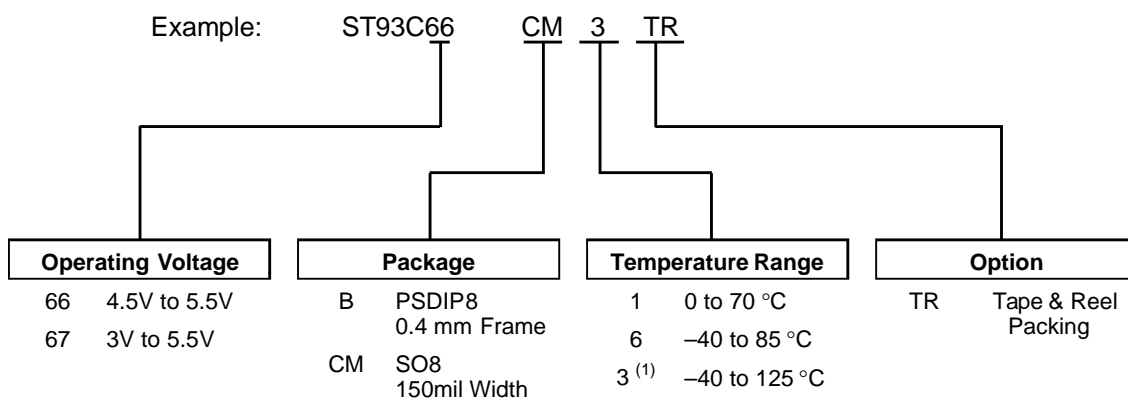 Example: ST93C66 CM 3 TR
Operating Voltage
66 4.5V to 5.5V
67 3V to 5.5V
Package
B PSDIP8
0.4 mm Frame
CM SO8
150mil Width
Temperature Range
1 0 to 70 °C
6 –40 to 85 °C
3 (1) –40 to 125 °C
Option
TR Tape & Reel
Packing